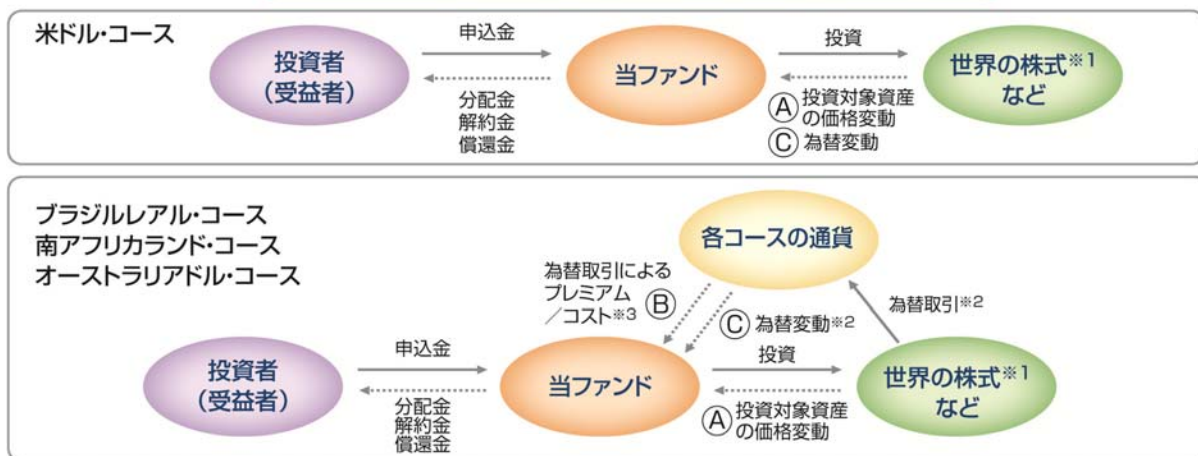 米ドル・コース
投資者
(受益者)
申込金
分配金
解約金
償還金
当ファンド
投資
Ⓐ 投資対象資産
の価格変動
Ⓒ 為替変動
世界の株式※1
など
ブラジルレアル・コース
南アフリカランド・コース
オーストラリアドル・コース
各コースの通貨
為替取引による
プレミアム
／コスト※3 Ⓑ
Ⓒ 為替変動※2
為替取引※2
投資者
(受益者)
申込金
分配金
解約金
償還金
当ファンド
投資
Ⓐ 投資対象資産
の価格変動
世界の株式※1
など